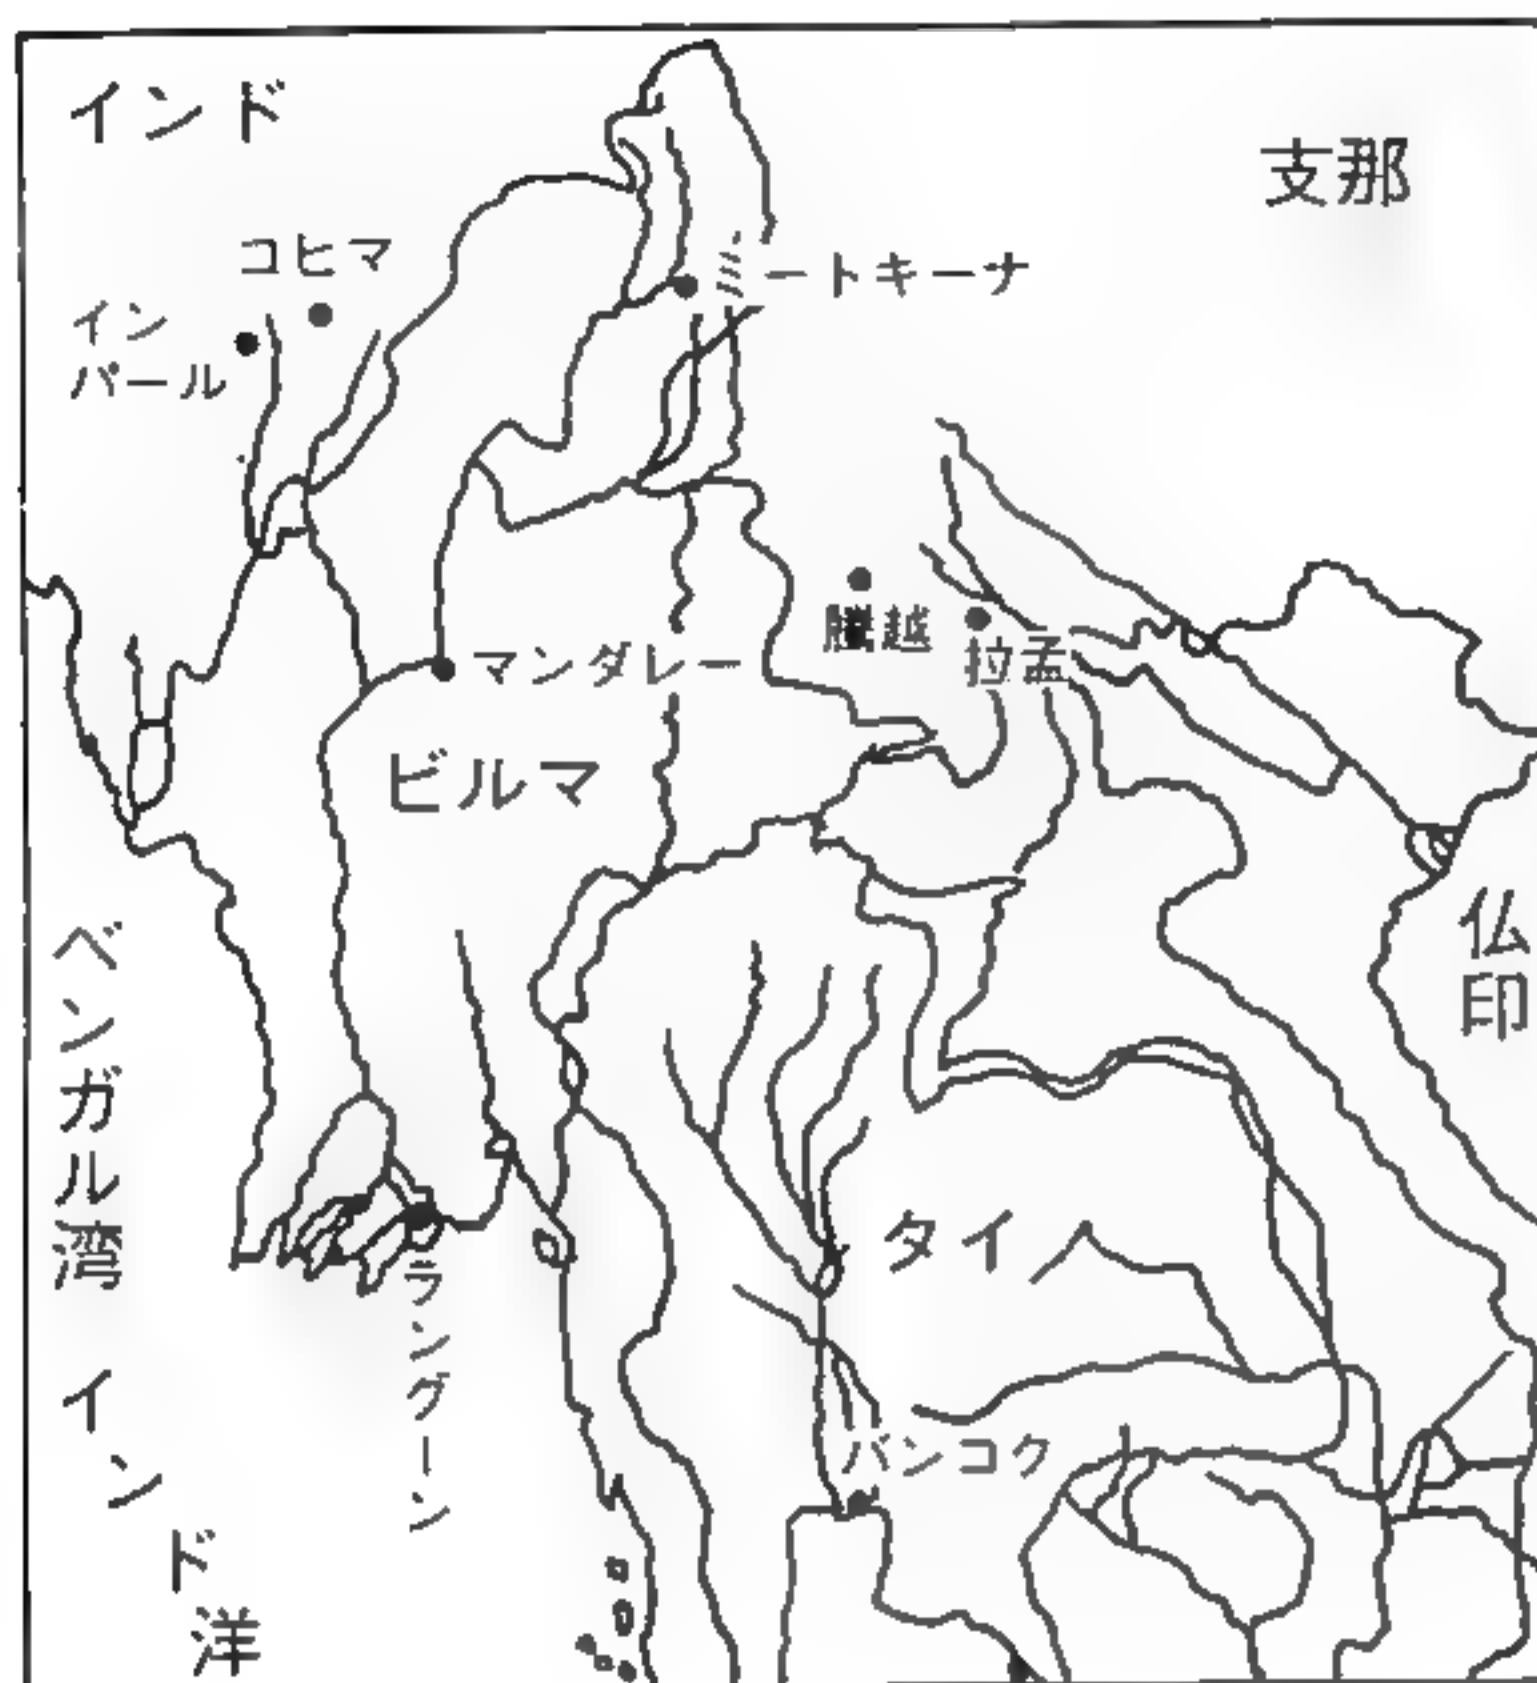 インド
支那
コヒマ
イン
パール
ミートキーナ
騰越
拉孟
マンダレー
ビルマ
仏印
ベンガル湾
タイ
ラングーン
バンコク
インド洋